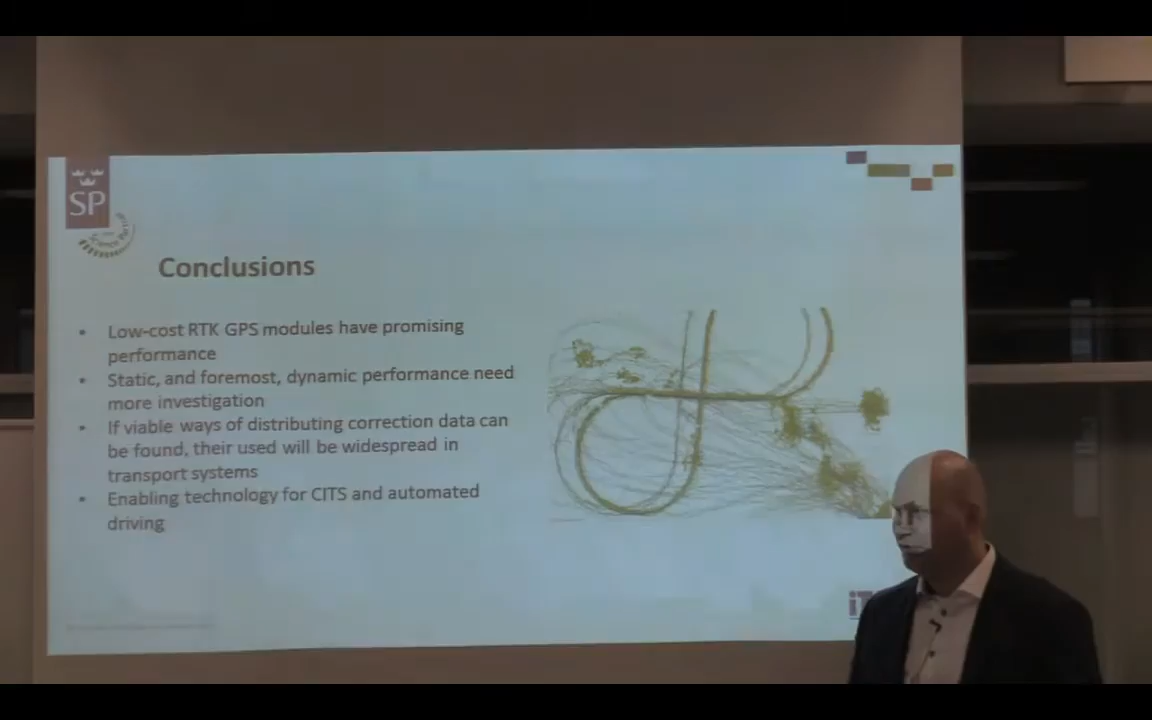 SP
Science Partner
Conclusions
• Low-cost RTK GPS modules have promising
performance
• Static, and foremost, dynamic performance need
more investigation
• If viable ways of distributing correction data can
be found, their used will be widespread in
transport systems
• Enabling technology for CITS and automated
driving